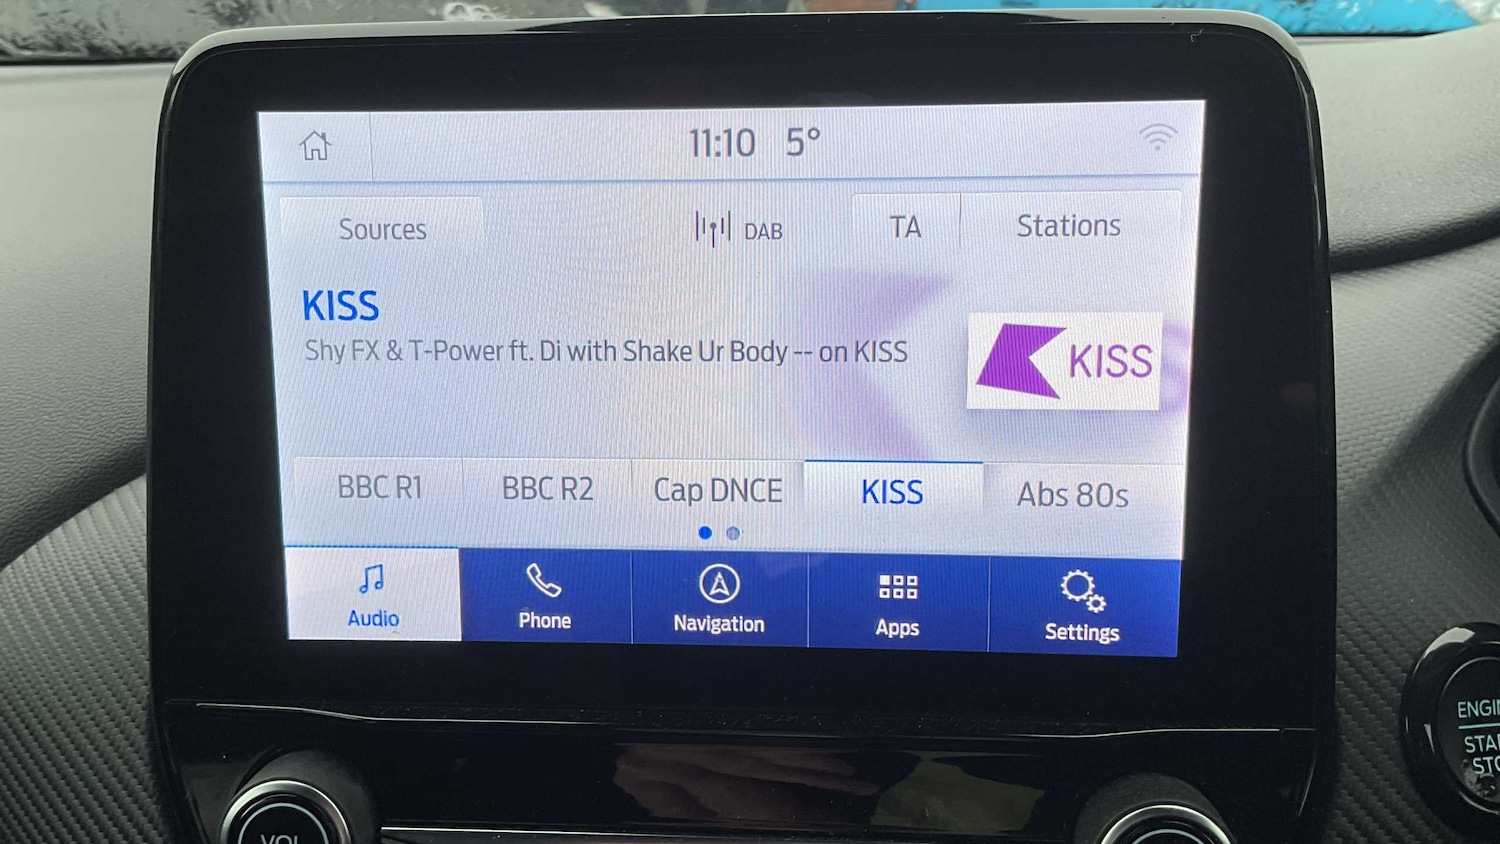 11:10 5°
Sources DAB TA Stations
KISS
Shy FX & T-Power ft. Di with Shake Ur Body -- on KISS
KISS
BBC R1 BBC R2 Cap DNCE KISS Abs 80s
Audio Phone Navigation Apps Settings
VOL